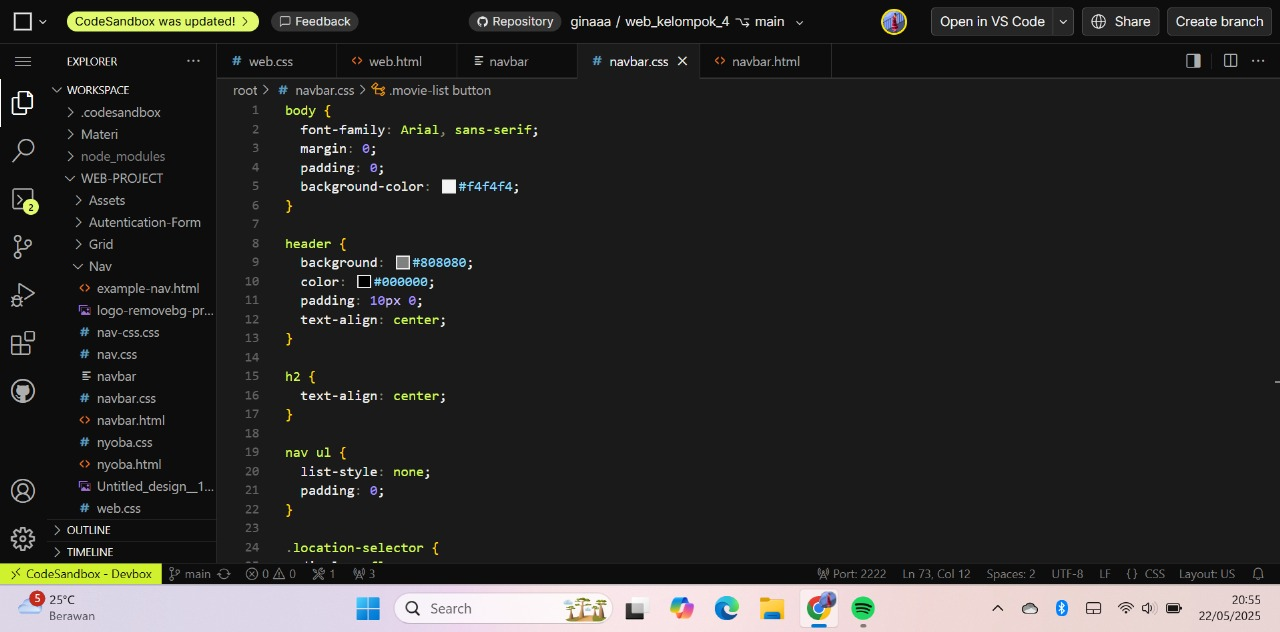 CodeSandbox was updated!
Feedback
Repository
ginaaa / web_kelompok_4
main
Open in VS Code
Share
Create branch
EXPLORER
web.css
web.html
navbar
navbar.css
navbar.html
WORKSPACE
.codesandbox
Materi
node_modules
WEB-PROJECT
Assets
Autentication-Form
Grid
Nav
example-nav.html
logo-removebg-pr...
nav-css.css
nav.css
navbar
navbar.css
navbar.html
nyoba.css
nyoba.html
Untitled_design__1...
web.css
OUTLINE
TIMELINE
2
root > # navbar.css > .movie-list button
1 body {
2 font-family: Arial, sans-serif;
3 margin: 0;
4 padding: 0;
5 background-color: #f4f4f4;
6 }
7
8 header {
9 background: #808080;
10 color: #000000;
11 padding: 10px 0;
12 text-align: center;
13 }
14
15 h2 {
16 text-align: center;
17 }
18
19 nav ul {
20 list-style: none;
21 padding: 0;
22 }
23
24 .location-selector {
CodeSandbox - Devbox
main
0 0
1
3
Port: 2222
Ln 73, Col 12
Spaces: 2
UTF-8
LF
{ } CSS
Layout: US
5
25°C
Berawan
Search
20:55
22/05/2025